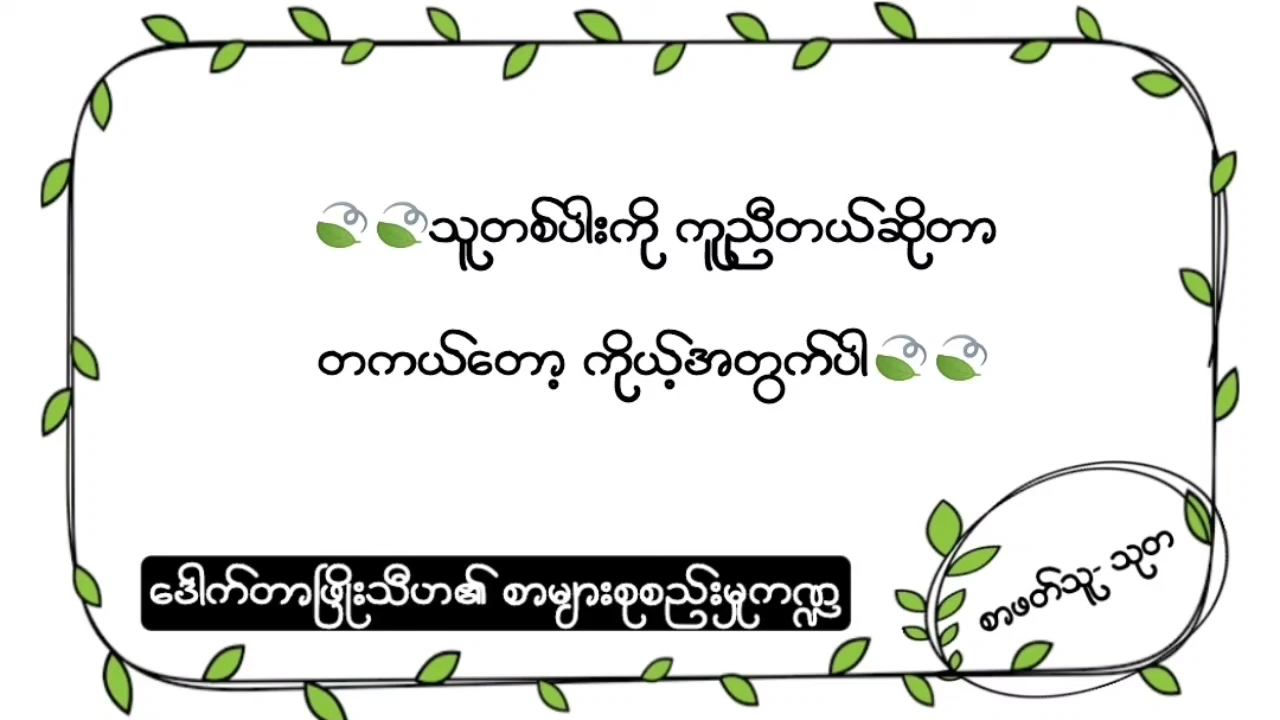 🍃🍃သူတစ်ပါးကို ကူညီတယ်ဆိုတာ
တကယ်တော့ ကိုယ့်အတွက်ပါ🍃🍃
ဒေါက်တာဖြိုးသီဟ၏ စာများစုစည်းမှုကဏ္ဍ
စာဖတ်သူ- သုတ